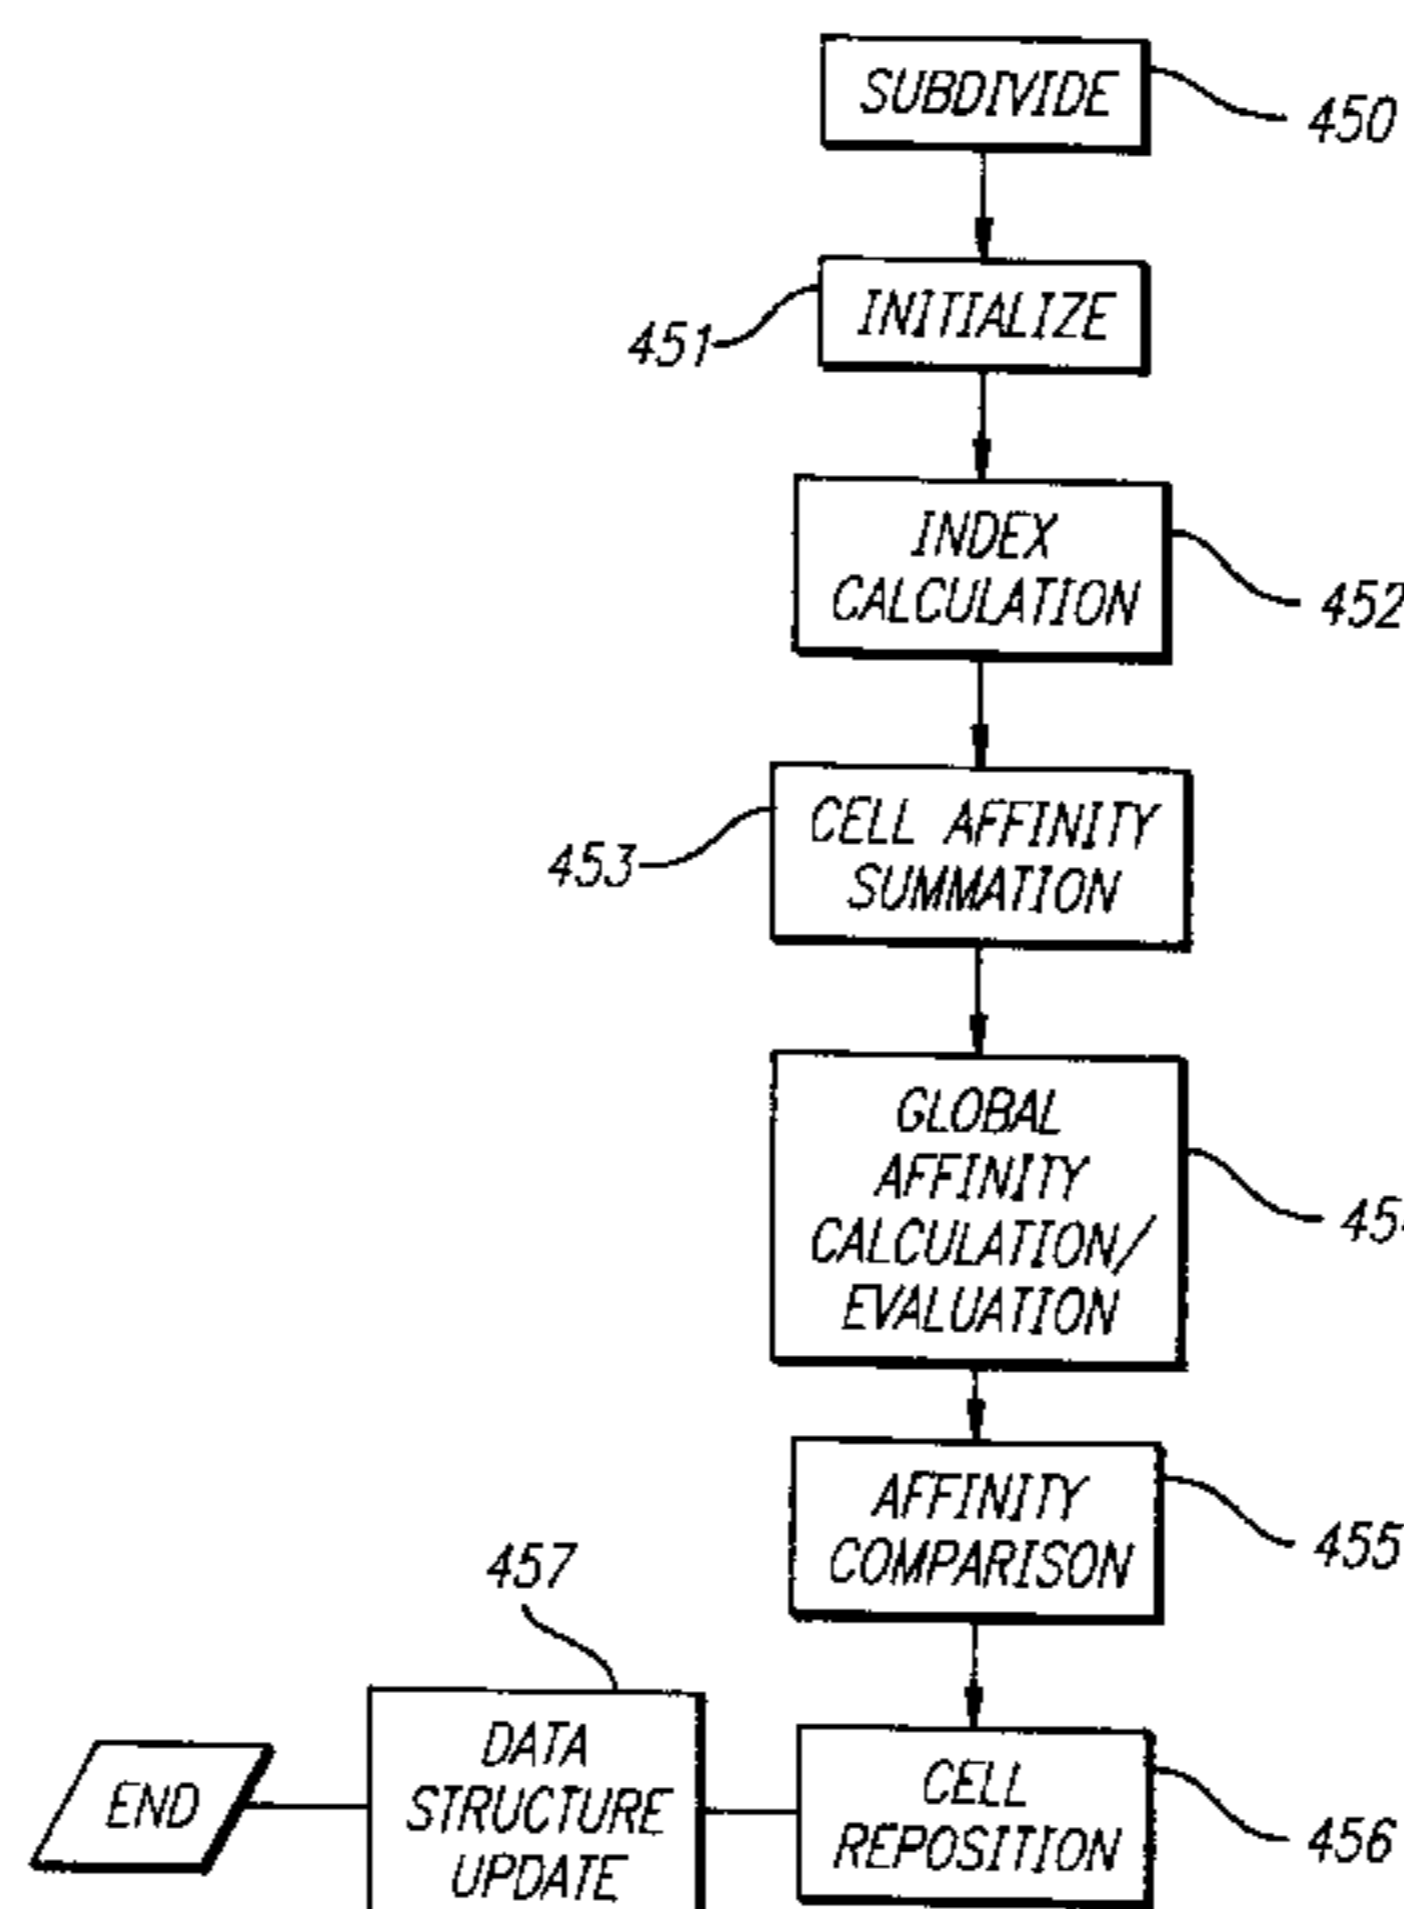 SUBDIVIDE
450
INITIALIZE
451
INDEX
CALCULATION
452
CELL AFFINITY
SUMMATION
453
GLOBAL
AFFINITY
CALCULATION/
EVALUATION
AFFINITY
COMPARISON
455
457
DATA
STRUCTURE
UPDATE
END
CELL
REPOSITION
456